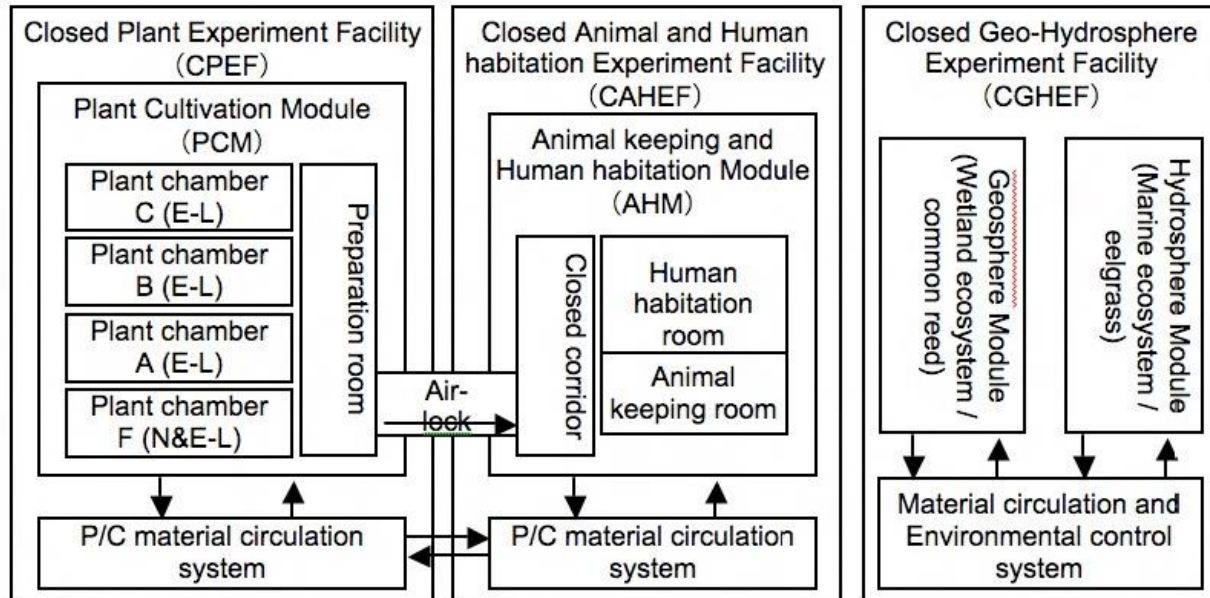 Closed Plant Experiment Facility
(CPEF)
Plant Cultivation Module
(PCM)
Plant chamber
C (E-L)
Plant chamber
B (E-L)
Plant chamber
A (E-L)
Plant chamber
F (N&E-L)
Preparation room
P/C material circulation
system
Air-
lock
Closed Animal and Human
habitation Experiment Facility
(CAHEF)
Animal keeping and
Human habitation Module
(AHM)
Closed corridor
Human
habitation
room
Animal
keeping room
P/C material circulation
system
Closed Geo-Hydrosphere
Experiment Facility
(CGHEF)
Geosphere Module
(Wetland ecosystem /
common reed)
Hydrosphere Module
(Marine ecosystem /
eelgrass)
Material circulation and
Environmental control
system